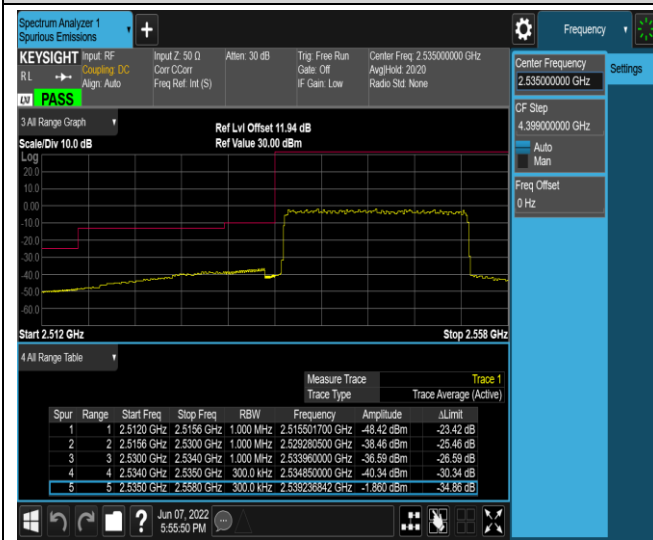 Spectrum Analyzer 1
Spurious Emissions
+
Frequency
KEYSIGHT Input: RF Input Z: 50 Ω Atten: 30 dB Trig: Free Run Center Freq: 2.535000000 GHz
RL Coupling: DC Corr CCorr Gate: Off Avg|Hold: 20/20
Align: Auto Freq Ref: Int (S) IF Gain: Low Radio Std: None
LXI PASS
3 All Range Graph
Ref Lvl Offset 11.94 dB
Scale/Div 10.0 dB Ref Value 30.00 dBm
Log
20.0
10.0
0.00
-10.0
-20.0
-30.0
-40.0
-50.0
-60.0
Start 2.512 GHz Stop 2.558 GHz
4 All Range Table
Measure Trace Trace 1
Trace Type Trace Average (Active)
Spur Range Start Freq Stop Freq RBW Frequency Amplitude ΔLimit
1 1 2.5120 GHz 2.5156 GHz 1.000 MHz 2.515501700 GHz -48.42 dBm -23.42 dB
2 2 2.5156 GHz 2.5300 GHz 1.000 MHz 2.529280500 GHz -38.46 dBm -25.46 dB
3 3 2.5300 GHz 2.5340 GHz 1.000 MHz 2.533960000 GHz -36.59 dBm -26.59 dB
4 4 2.5340 GHz 2.5350 GHz 300.0 kHz 2.534850000 GHz -40.34 dBm -30.34 dB
5 5 2.5350 GHz 2.5580 GHz 300.0 kHz 2.539236842 GHz -1.860 dBm -34.86 dB
Jun 07, 2022
5:55:50 PM
?
Center Frequency
2.535000000 GHz
Settings
CF Step
4.399000000 GHz
Auto
Man
Freq Offset
0 Hz